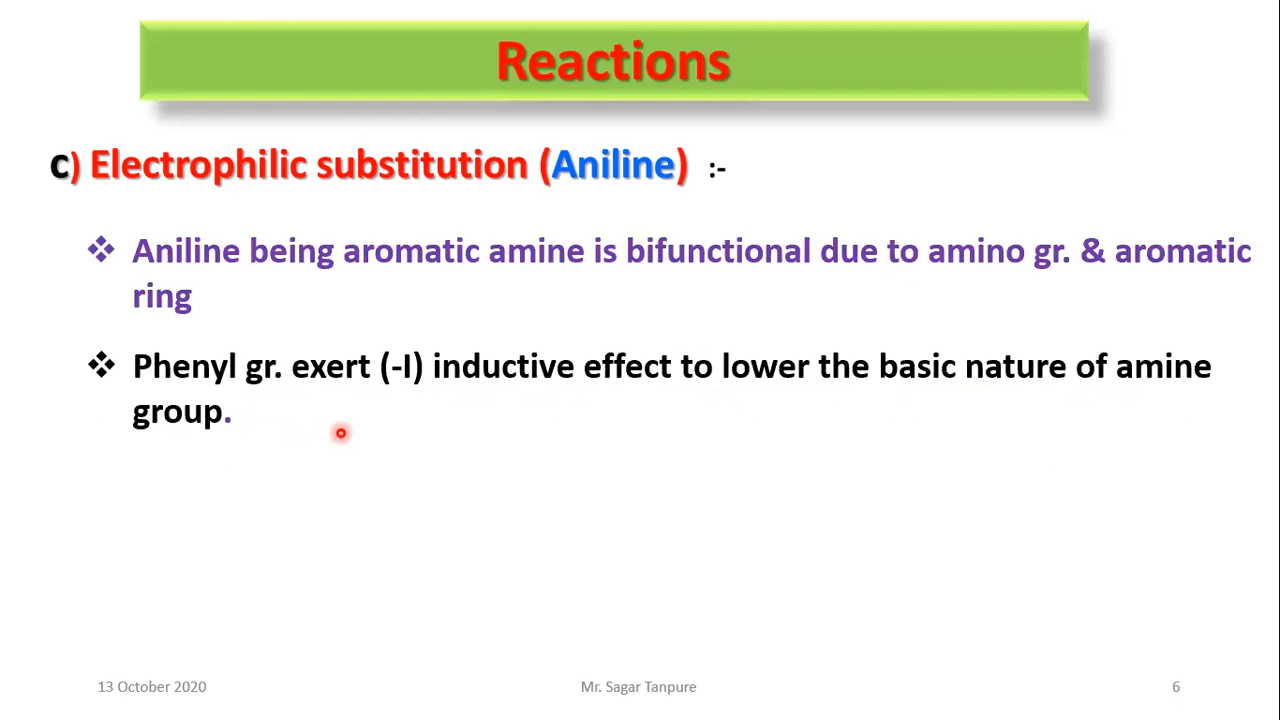 Reactions
c) Electrophilic substitution (Aniline) :-
❖ Aniline being aromatic amine is bifunctional due to amino gr. & aromatic
ring
❖ Phenyl gr. exert (-I) inductive effect to lower the basic nature of amine
group.
13 October 2020
Mr. Sagar Tanpure
6